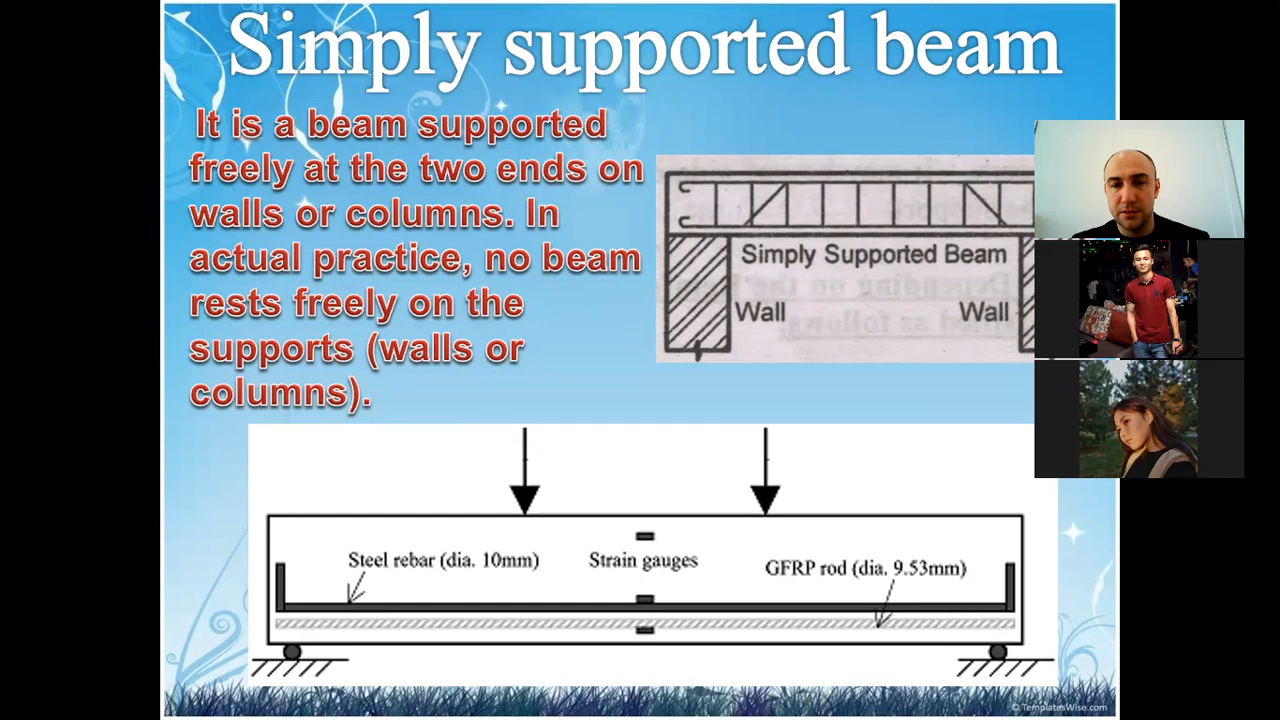 Simply supported beam
It is a beam supported
freely at the two ends on
walls or columns. In
actual practice, no beam
rests freely on the
supports (walls or
columns).
Simply Supported Beam
Wall
Wall
Steel rebar (dia. 10mm)
Strain gauges
GFRP rod (dia. 9.53mm)
© TemplatesWise.com